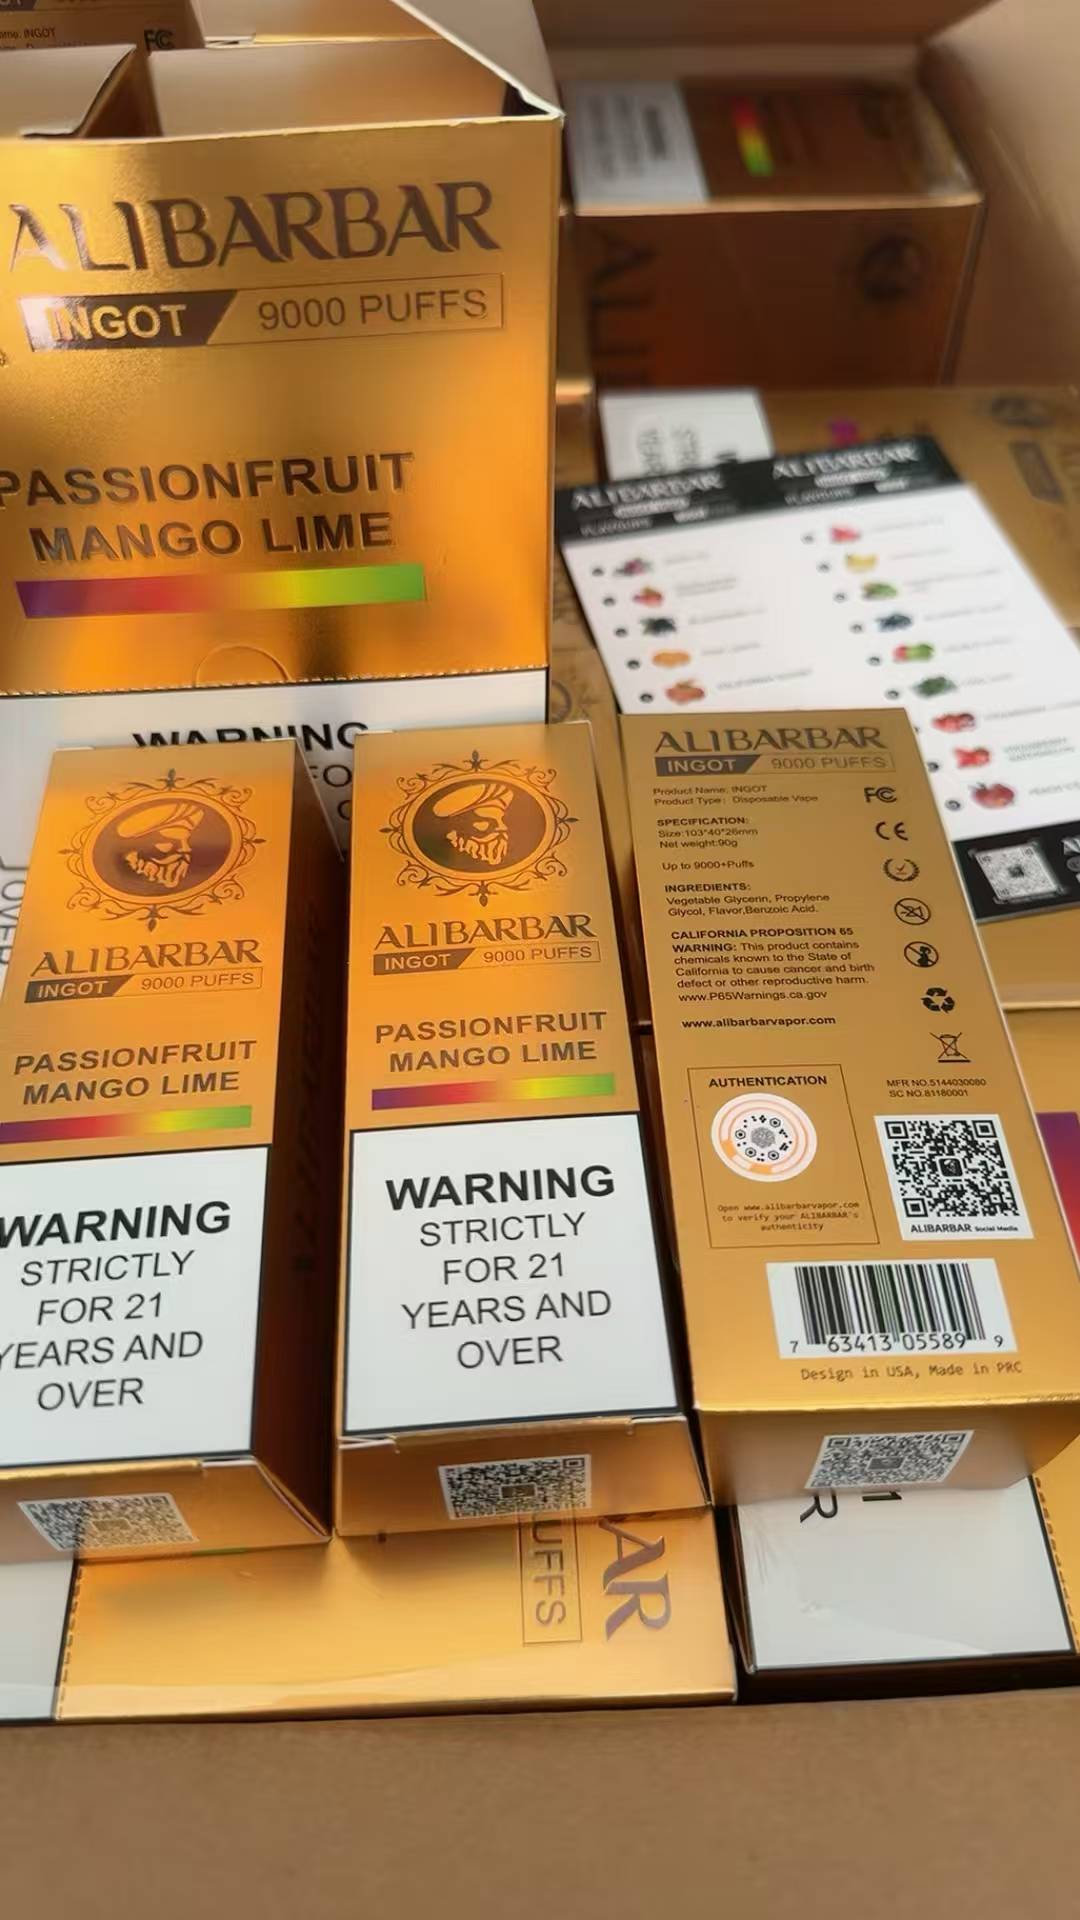 ALIBARBAR
INGOT 9000 PUFFS
PASSIONFRUIT
MANGO LIME
WARNING
ALIBARBAR ALIBARBAR
ALIBARBAR
INGOT 9000 PUFFS
PASSIONFRUIT
MANGO LIME
WARNING
STRICTLY
FOR 21
YEARS AND
OVER
ALIBARBAR
INGOT 9000 PUFFS
PASSIONFRUIT
MANGO LIME
WARNING
STRICTLY
FOR 21
YEARS AND
OVER
ALIBARBAR
INGOT 9000 PUFFS
Product Name: INGOT
Product Type: Disposable Vape
FC
CE
SPECIFICATION:
Size:103*40*26mm
Net weight:90g
Up to 9000+Puffs
INGREDIENTS:
Vegetable Glycerin, Propylene
Glycol, Flavor,Benzoic Acid.
CALIFORNIA PROPOSITION 65
WARNING: This product contains
chemicals known to the State of
California to cause cancer and birth
defect or other reproductive harm.
www.P65Warnings.ca.gov
www.alibarbarvapor.com
MFR NO.5144030080
SC NO.81180001
AUTHENTICATION
Open www.alibarbarvapor.com
to verify your ALIBARBAR's
authenticity
ALIBARBAR Social Media
7 63413 05589 9
Design in USA, Made in PRC
AR
UFFS